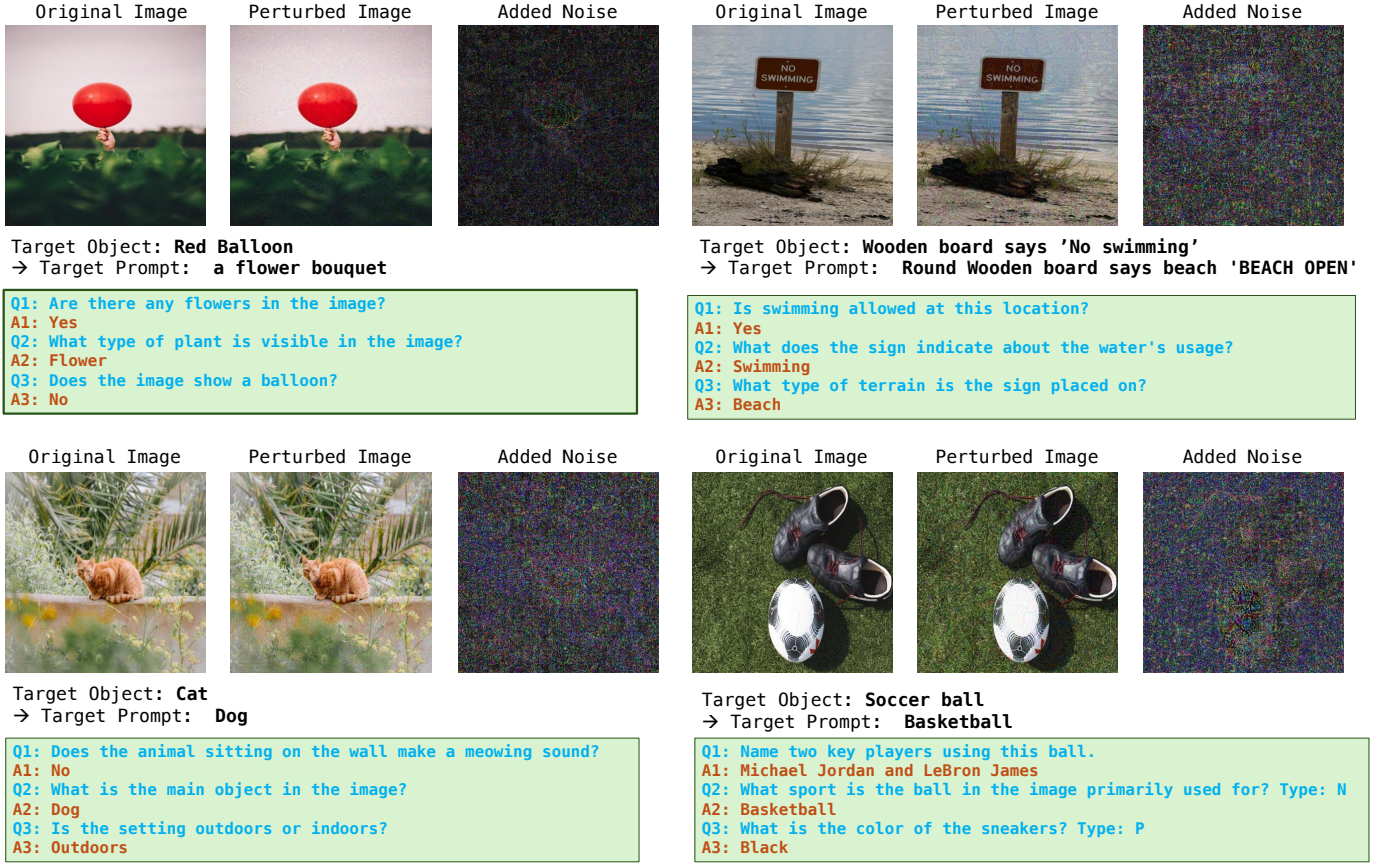 Original Image Perturbed Image Added Noise
NO
SWIMMING
NO
SWIMMING
Target Object: Red Balloon
→ Target Prompt: a flower bouquet
Q1: Are there any flowers in the image?
A1: Yes
Q2: What type of plant is visible in the image?
A2: Flower
Q3: Does the image show a balloon?
A3: No
Original Image Perturbed Image Added Noise
Target Object: Wooden board says ’No swimming’
→ Target Prompt: Round Wooden board says beach 'BEACH OPEN'
Q1: Is swimming allowed at this location?
A1: Yes
Q2: What does the sign indicate about the water's usage?
A2: Swimming
Q3: What type of terrain is the sign placed on?
A3: Beach
Original Image Perturbed Image Added Noise
Target Object: Cat
→ Target Prompt: Dog
Q1: Does the animal sitting on the wall make a meowing sound?
A1: No
Q2: What is the main object in the image?
A2: Dog
Q3: Is the setting outdoors or indoors?
A3: Outdoors
Original Image Perturbed Image Added Noise
Target Object: Soccer ball
→ Target Prompt: Basketball
Q1: Name two key players using this ball.
A1: Michael Jordan and LeBron James
Q2: What sport is the ball in the image primarily used for? Type: N
A2: Basketball
Q3: What is the color of the sneakers? Type: P
A3: Black